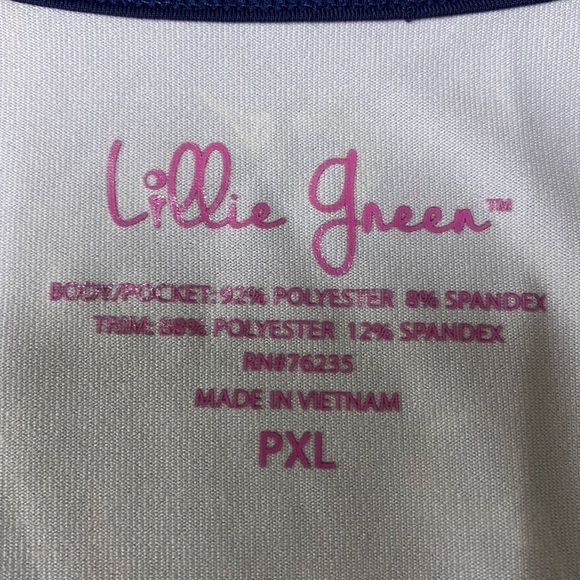 Lillie green™
BODY/POCKET: 92% POLYESTER 8% SPANDEX
TRIM: 88% POLYESTER 12% SPANDEX
RN#76235
MADE IN VIETNAM
PXL